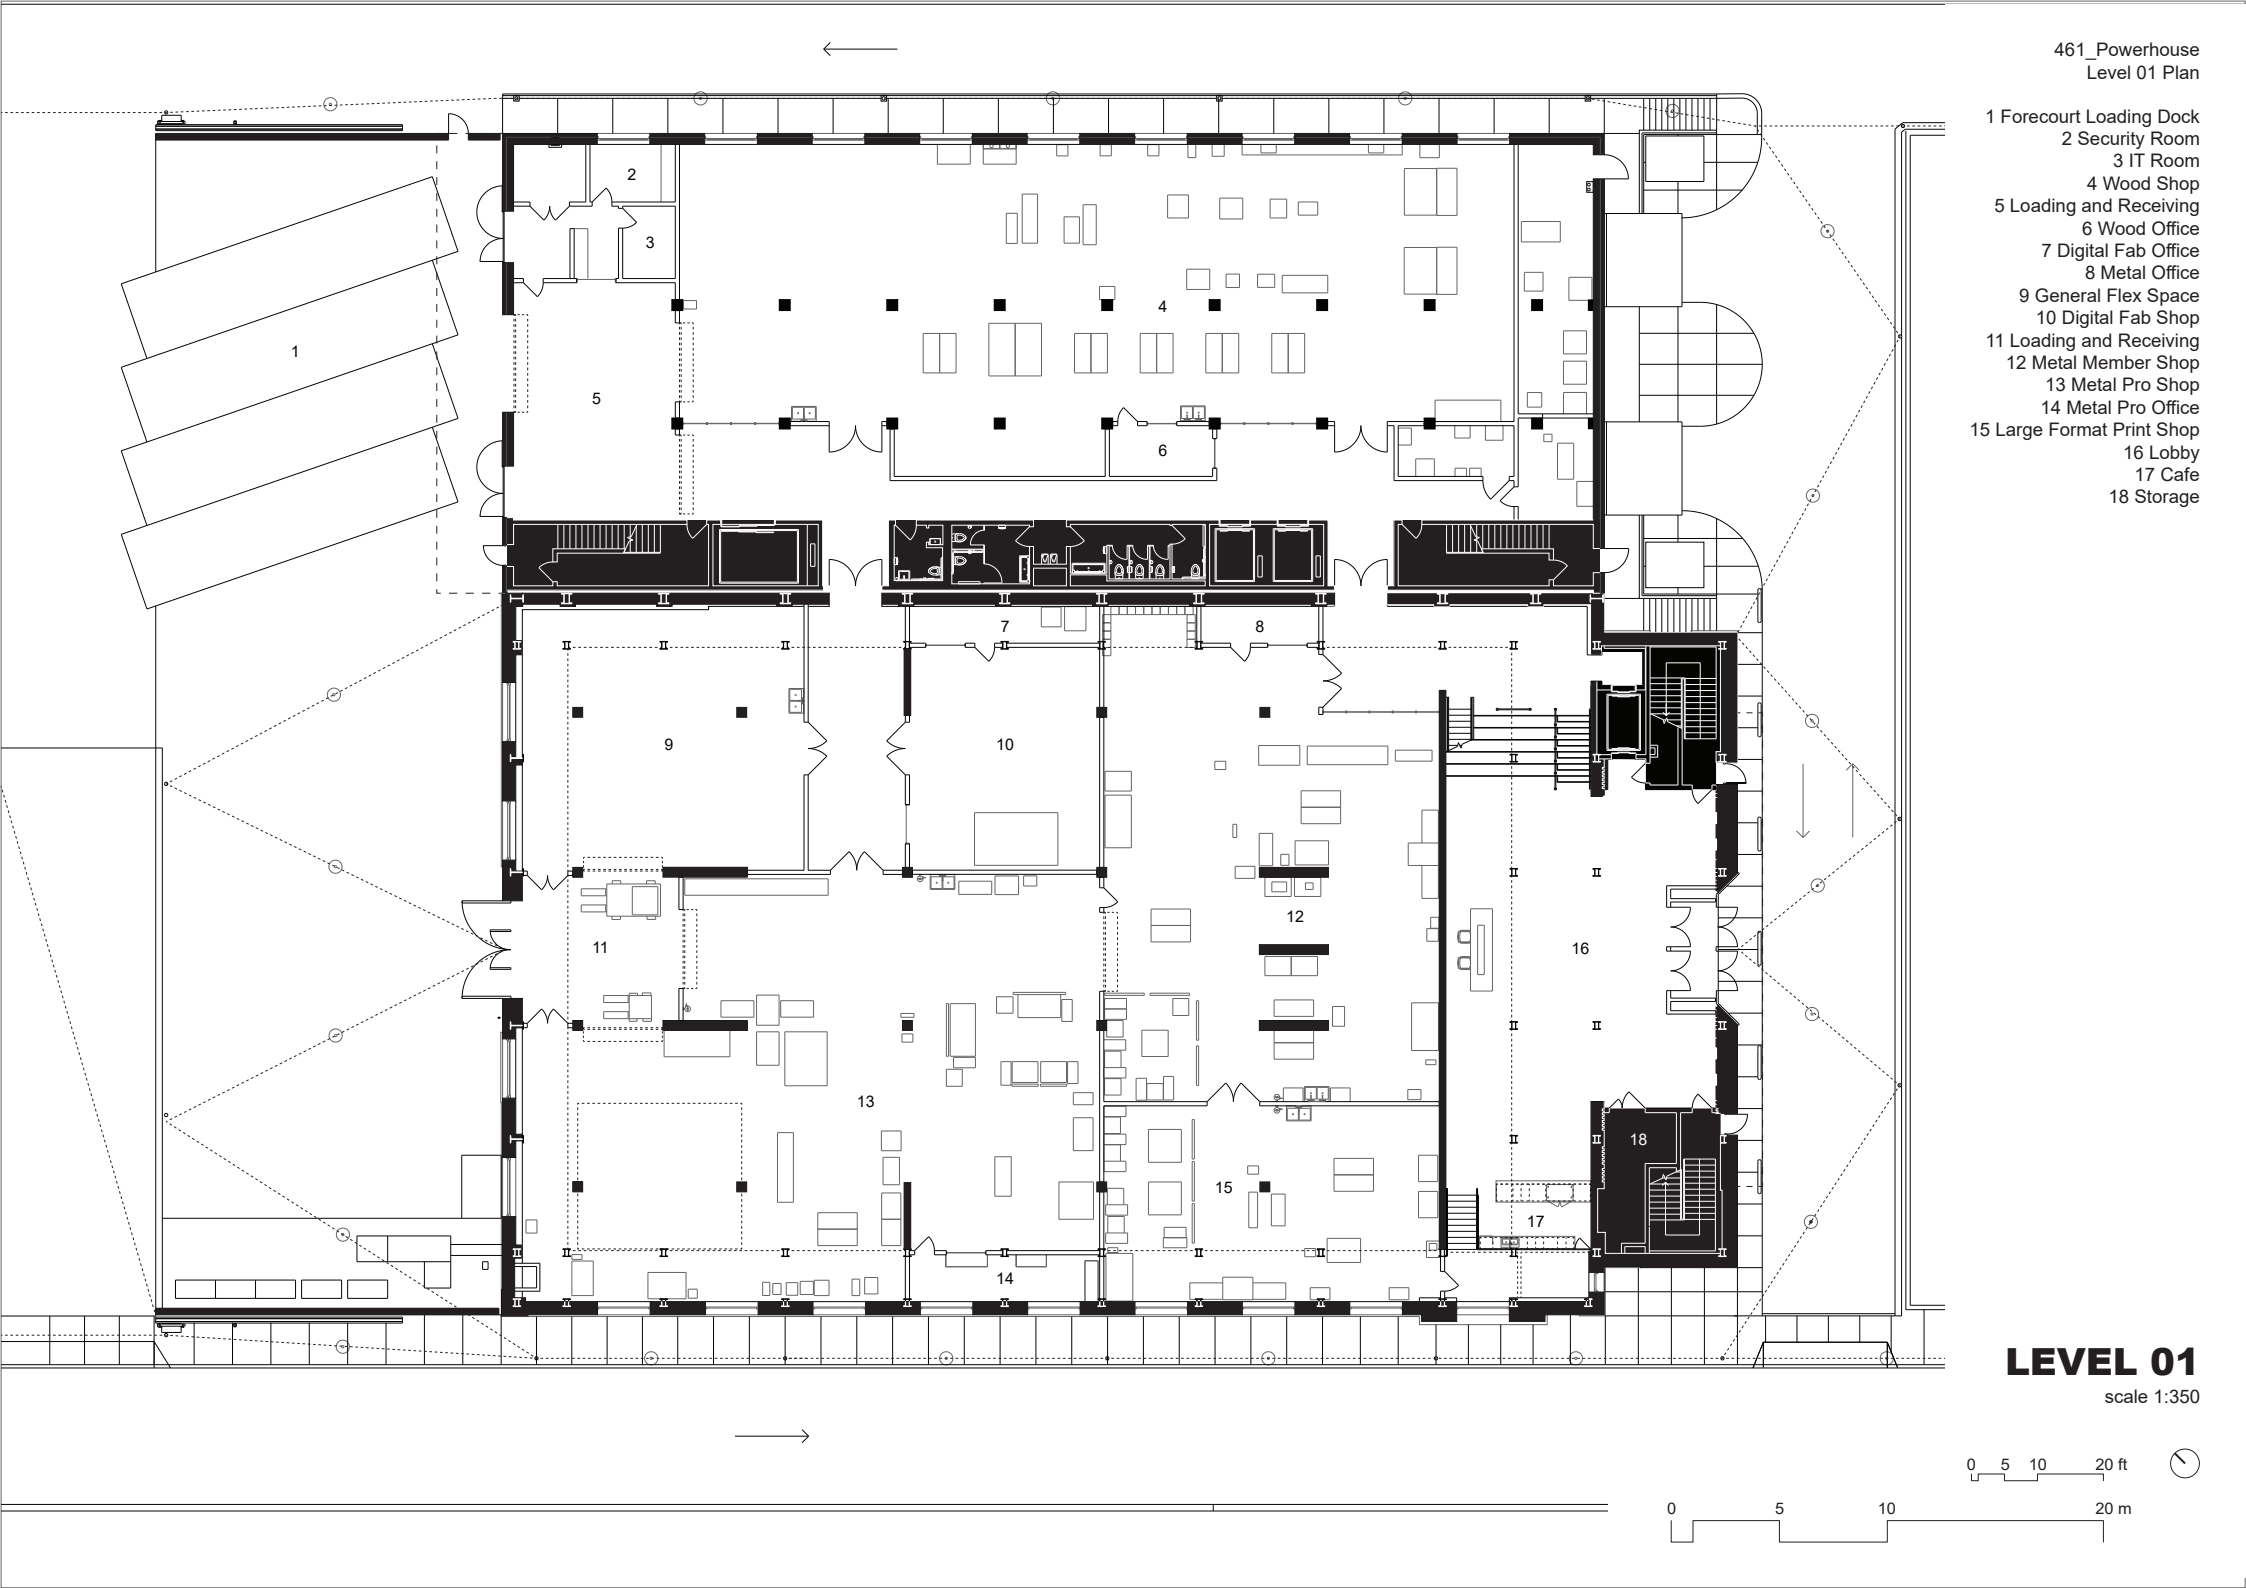 461_Powerhouse
Level 01 Plan
1 Forecourt Loading Dock
2 Security Room
3 IT Room
4 Wood Shop
5 Loading and Receiving
6 Wood Office
7 Digital Fab Office
8 Metal Office
9 General Flex Space
10 Digital Fab Shop
11 Loading and Receiving
12 Metal Member Shop
13 Metal Pro Shop
14 Metal Pro Office
15 Large Format Print Shop
16 Lobby
17 Cafe
18 Storage
2
3
4
1
5
6
7
8
9
10
12
11
16
13
18
15
17
14
LEVEL 01
scale 1:350
0 5 10 20 ft
0 5 10 20 m